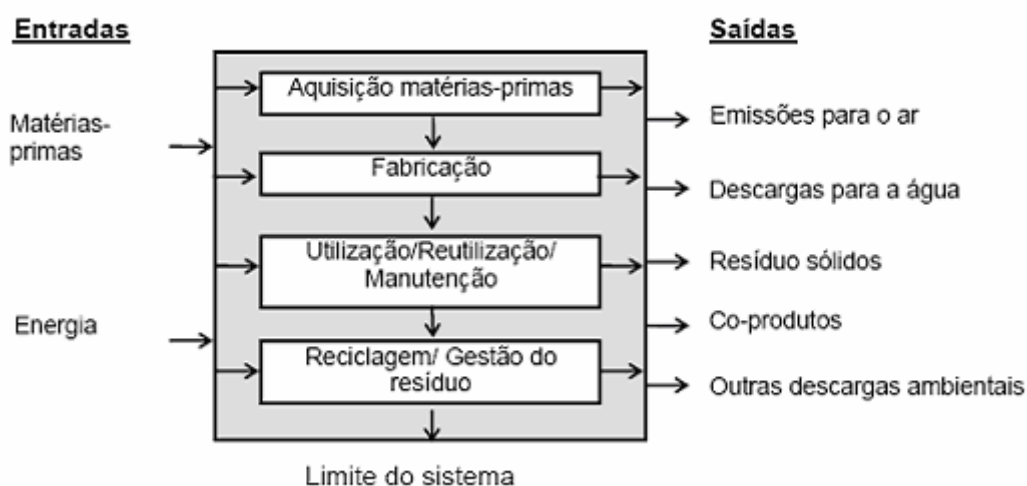 Entradas
Saídas
Matérias-
primas
Energia
Aquisição matérias-primas
Fabricação
Utilização/Reutilização/
Manutenção
Reciclagem/ Gestão do
resíduo
Emissões para o ar
Descargas para a água
Resíduo sólidos
Co-produtos
Outras descargas ambientais
Limite do sistema